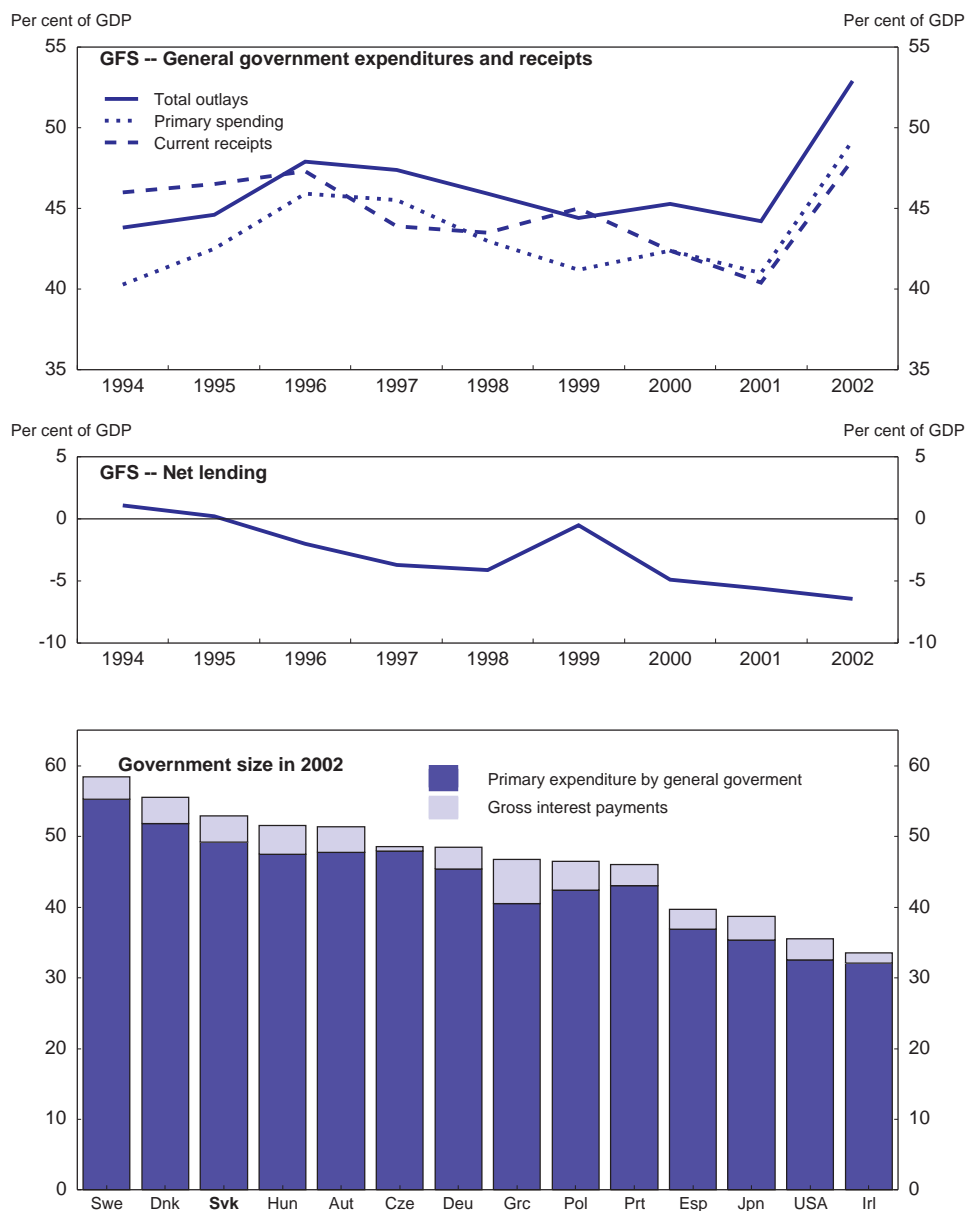 Per cent of GDP Per cent of GDP
55 55
GFS -- General government expenditures and receipts
Total outlays
50 Primary spending 50
Current receipts
45 45
40 40
35 35
1994 1995 1996 1997 1998 1999 2000 2001 2002
Per cent of GDP Per cent of GDP
5 5
GFS -- Net lending
0 0
-5 -5
-10 -10
1994 1995 1996 1997 1998 1999 2000 2001 2002
60 Government size in 2002 60
Primary expenditure by general goverment
Gross interest payments
50 50
40 40
30 30
20 20
10 10
0 0
Swe Dnk Svk Hun Aut Cze Deu Grc Pol Prt Esp Jpn USA Irl